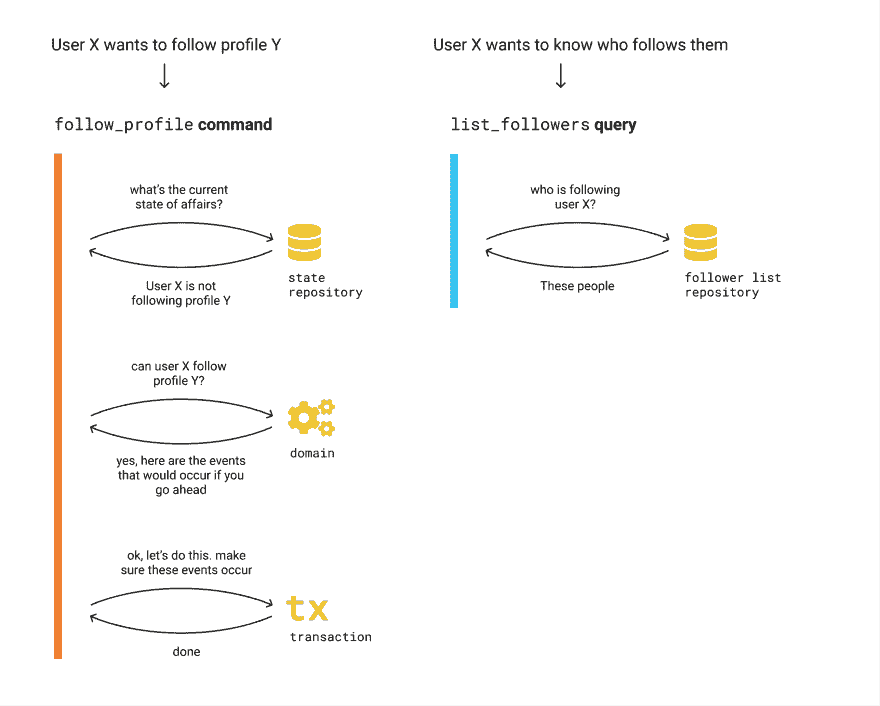 User X wants to follow profile Y
follow_profile command
what's the current
state of affairs?
User X is not
following profile Y
state
repository
can user X follow
profile Y?
yes, here are the events
that would occur if you
go ahead
domain
ok, let's do this. make
sure these events occur
tx
transaction
done
User X wants to know who follows them
list_followers query
who is following
user X?
These people
follower list
repository